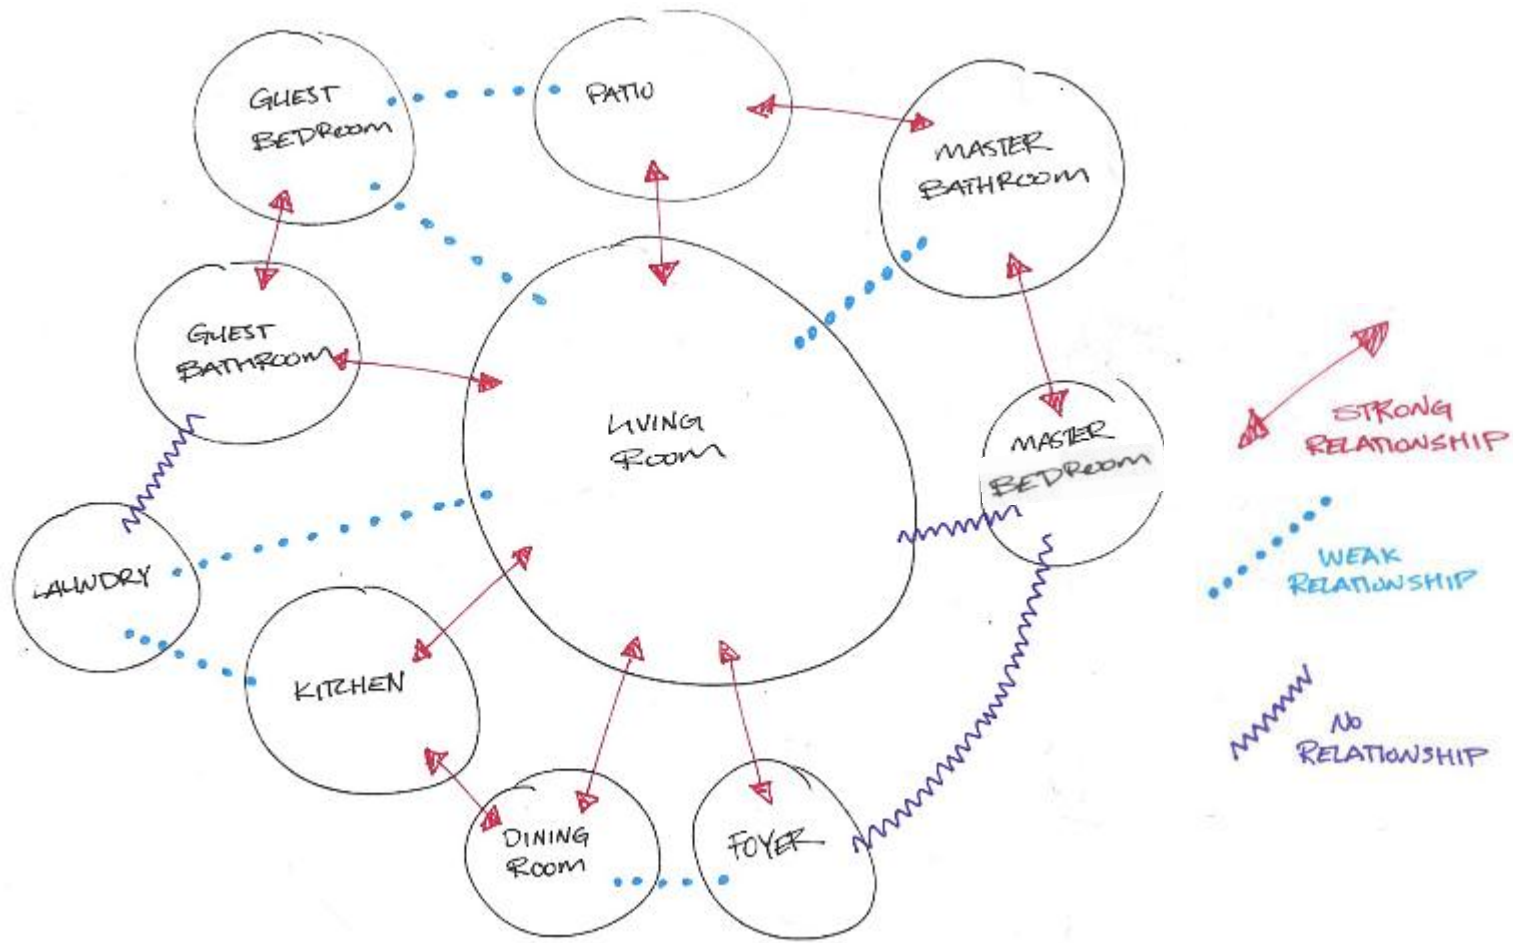 GUEST
BEDROOM
PATIO
MASTER
BATHROOM
GUEST
BATHROOM
LIVING
ROOM
MASTER
BEDROOM
STRONG
RELATIONSHIP
WEAK
RELATIONSHIP
LAUNDRY
KITCHEN
NO
RELATIONSHIP
DINING
ROOM
FOYER